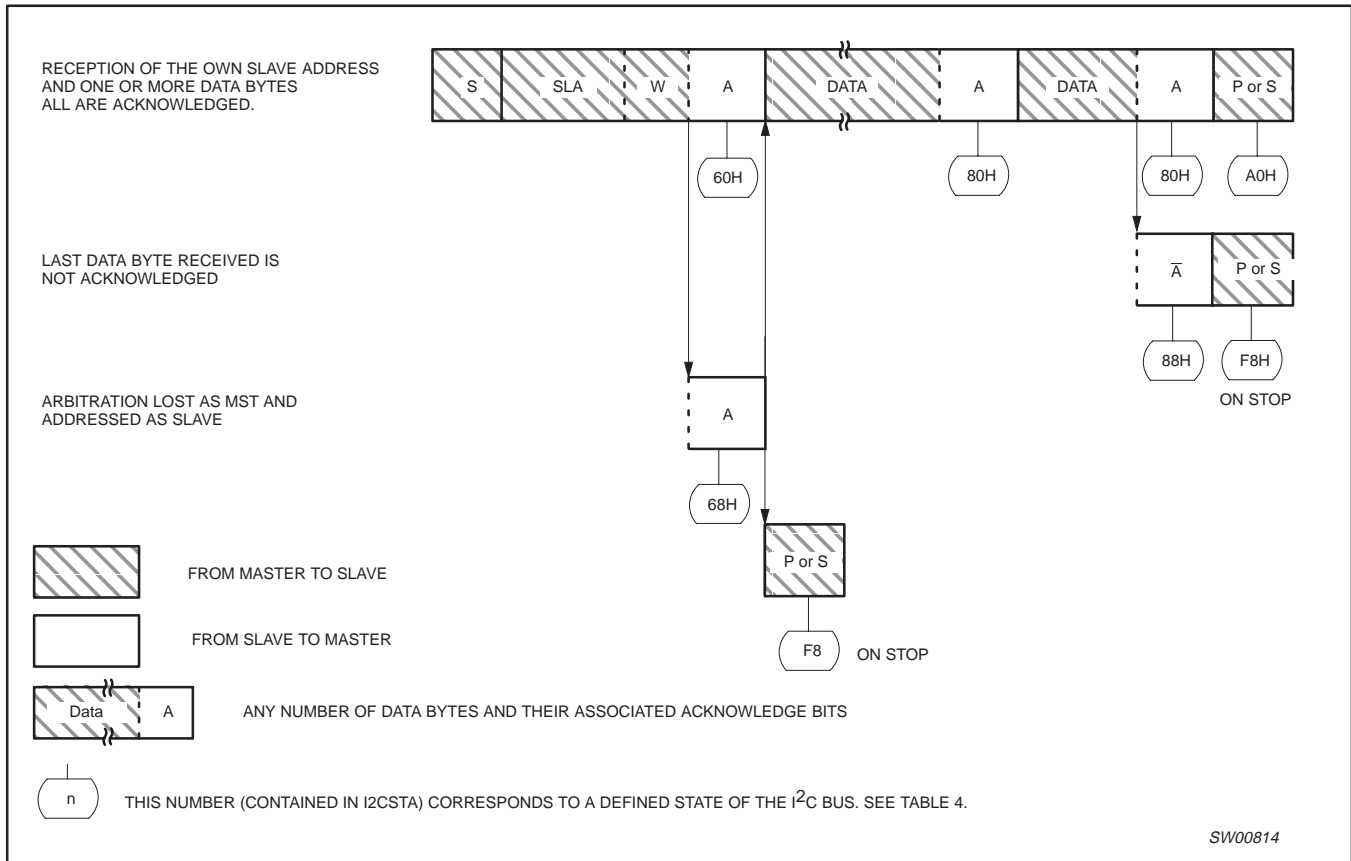 RECEPTION OF THE OWN SLAVE ADDRESS
AND ONE OR MORE DATA BYTES
ALL ARE ACKNOWLEDGED.
S SLA W A DATA A DATA A P or S
60H 80H 80H A0H
LAST DATA BYTE RECEIVED IS
NOT ACKNOWLEDGED
A̅ P or S
88H F8H
ON STOP
ARBITRATION LOST AS MST AND
ADDRESSED AS SLAVE
A
68H
P or S
F8 ON STOP
FROM MASTER TO SLAVE
FROM SLAVE TO MASTER
Data A ANY NUMBER OF DATA BYTES AND THEIR ASSOCIATED ACKNOWLEDGE BITS
n THIS NUMBER (CONTAINED IN I2CSTA) CORRESPONDS TO A DEFINED STATE OF THE I²C BUS. SEE TABLE 4.
SW00814